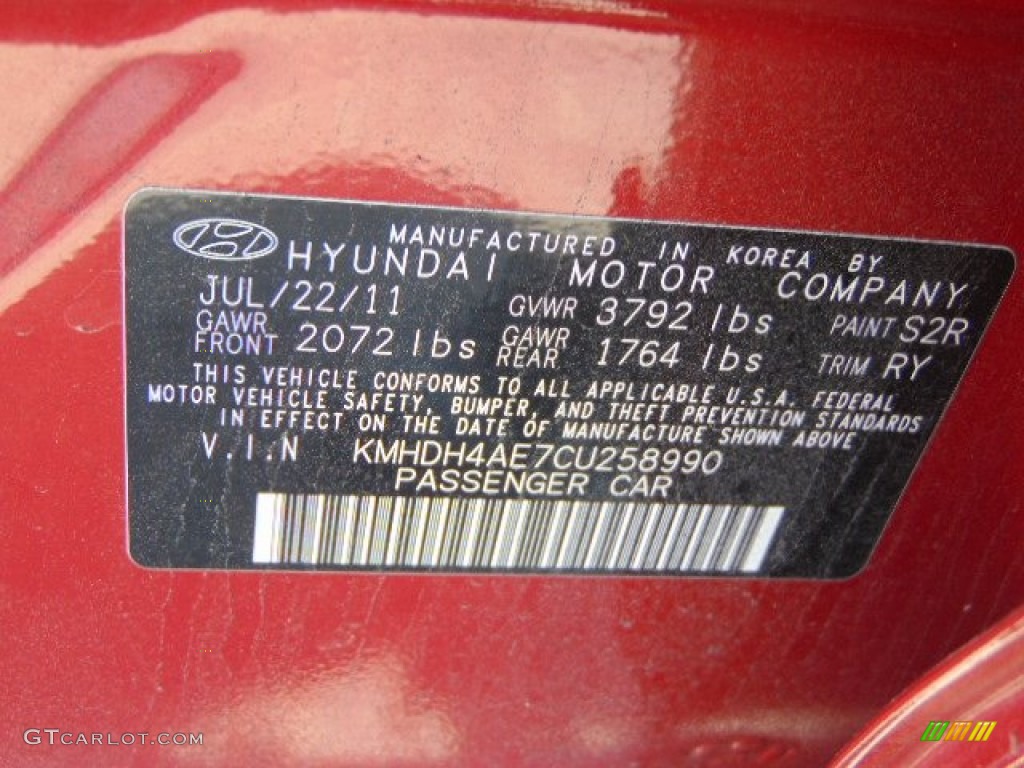 MANUFACTURED IN KOREA BY
HYUNDAI MOTOR COMPANY
JUL/22/11 GVWR 3792 lbs PAINT S2R
GAWR FRONT 2072 lbs GAWR REAR 1764 lbs TRIM RY
THIS VEHICLE CONFORMS TO ALL APPLICABLE U.S.A. FEDERAL
MOTOR VEHICLE SAFETY, BUMPER, AND THEFT PREVENTION STANDARDS
IN EFFECT ON THE DATE OF MANUFACTURE SHOWN ABOVE
V.I.N KMHDH4AE7CU258990
PASSENGER CAR
GTCARLOT.COM